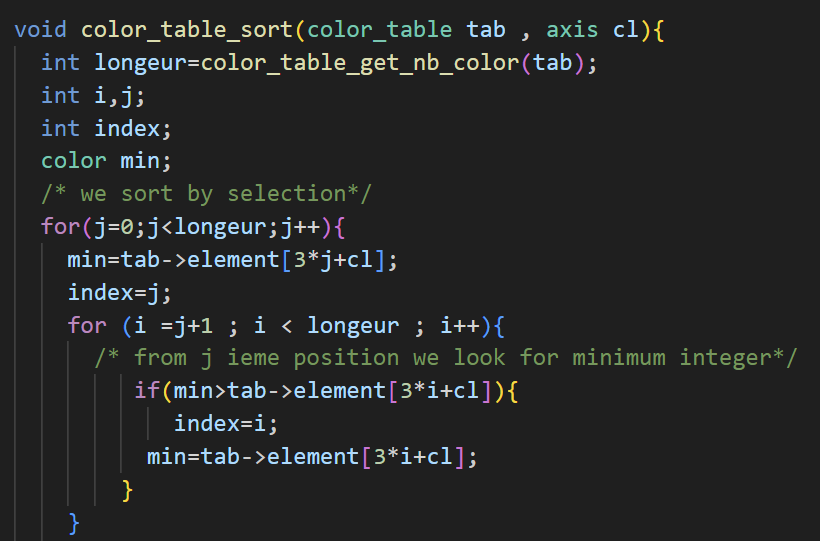 void color_table_sort(color_table tab , axis cl){
int longeur=color_table_get_nb_color(tab);
int i,j;
int index;
color min;
/* we sort by selection*/
for(j=0;j<longeur;j++){
min=tab->element[3*j+cl];
index=j;
for (i =j+1 ; i < longeur ; i++){
/* from j ieme position we look for minimum integer*/
if(min>tab->element[3*i+cl]){
index=i;
min=tab->element[3*i+cl];
}
}